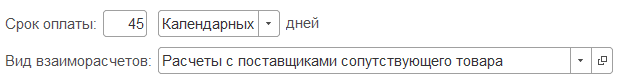 Срок оплаты: 45 Календарных дней
Вид взаиморасчетов: Расчеты с поставщиками сопутствующего товара